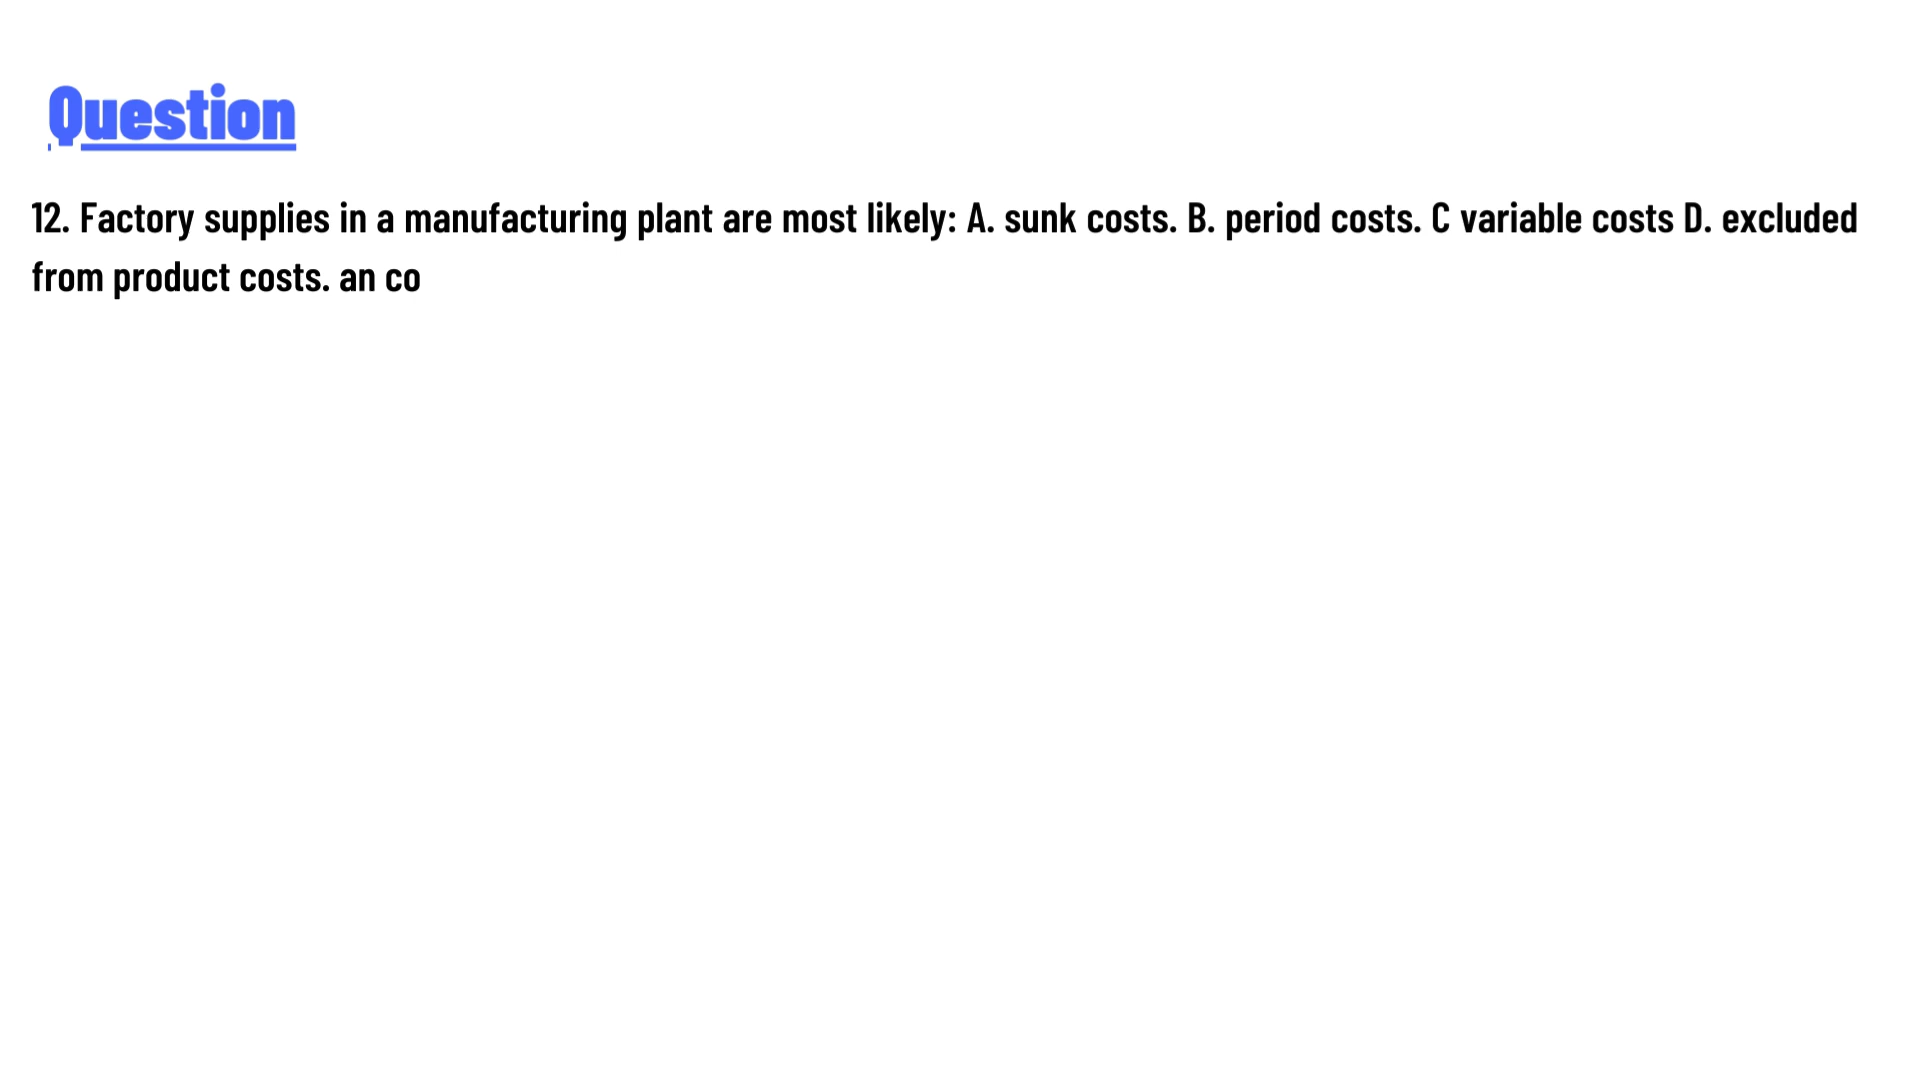 Question
12. Factory supplies in a manufacturing plant are most likely: A. sunk costs. B. period costs. C variable costs D. excluded
from product costs. an co